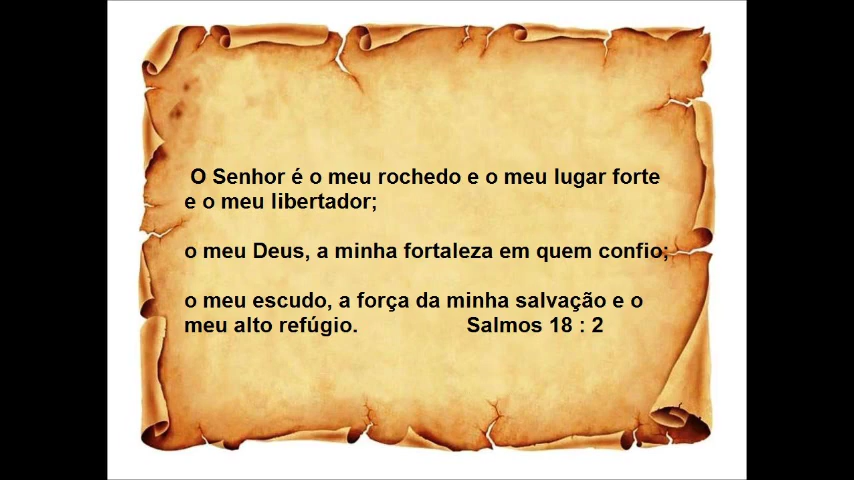 O Senhor é o meu rochedo e o meu lugar forte
e o meu libertador;
o meu Deus, a minha fortaleza em quem confio;
o meu escudo, a força da minha salvação e o
meu alto refúgio. Salmos 18 : 2